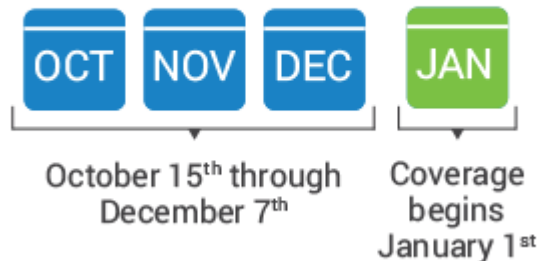 OCT NOV DEC JAN
October 15th through
December 7th
Coverage
begins
January 1st